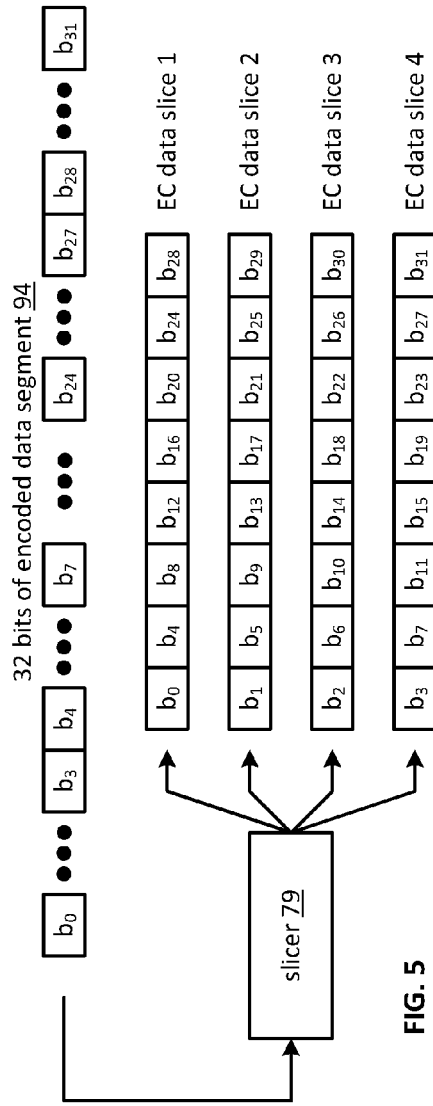 32 bits of encoded data segment 94
b0 ●●● b3 b4 ●●● b7 ●●● b24 ●●● b27 b28 ●●● b31
slicer 79
b0 b4 b8 b12 b16 b20 b24 b28 EC data slice 1
b1 b5 b9 b13 b17 b21 b25 b29 EC data slice 2
b2 b6 b10 b14 b18 b22 b26 b30 EC data slice 3
b3 b7 b11 b15 b19 b23 b27 b31 EC data slice 4
FIG. 5